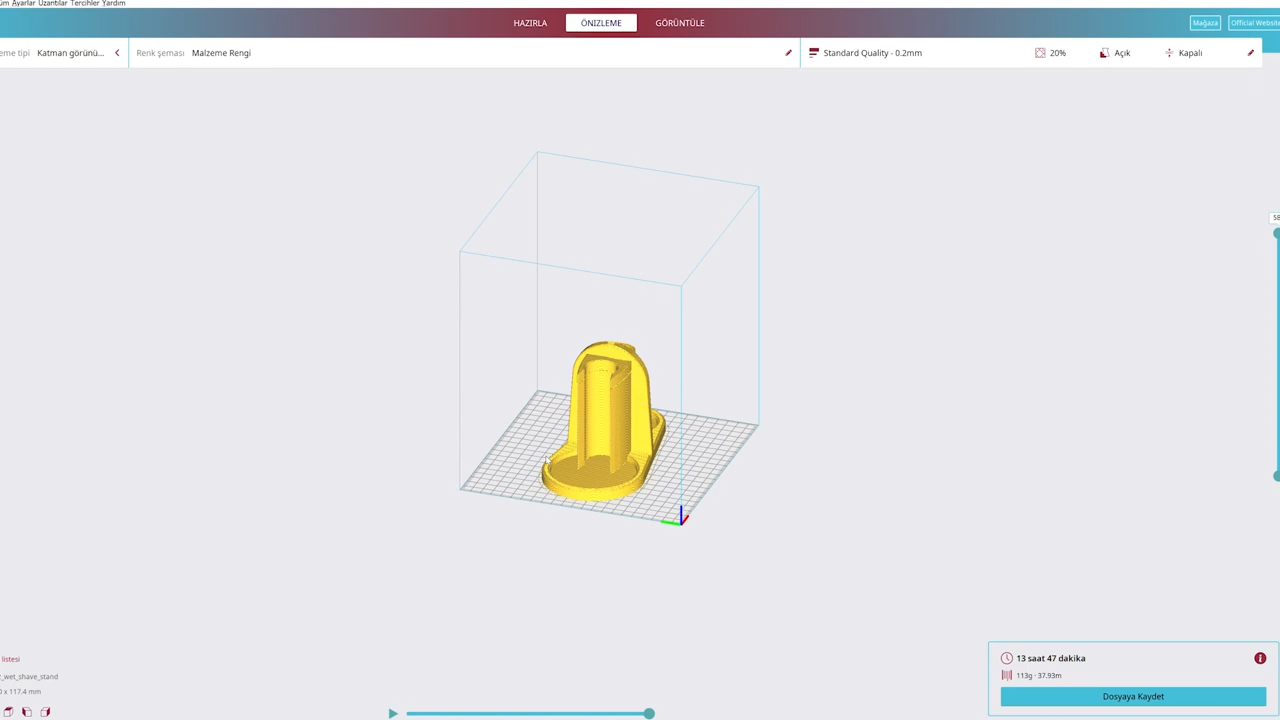 Ayarlar Uzantılar Tercihler Yardım
HAZIRLA ÖNİZLEME GÖRÜNTÜLE Mağaza Official Website
tipi Katman görünü... Renk şeması Malzeme Rengi Standard Quality - 0.2mm 20% Açık Kapalı
58
listesi
_wet_shave_stand
x 117.4 mm
13 saat 47 dakika
113g · 37.93m
Dosyaya Kaydet